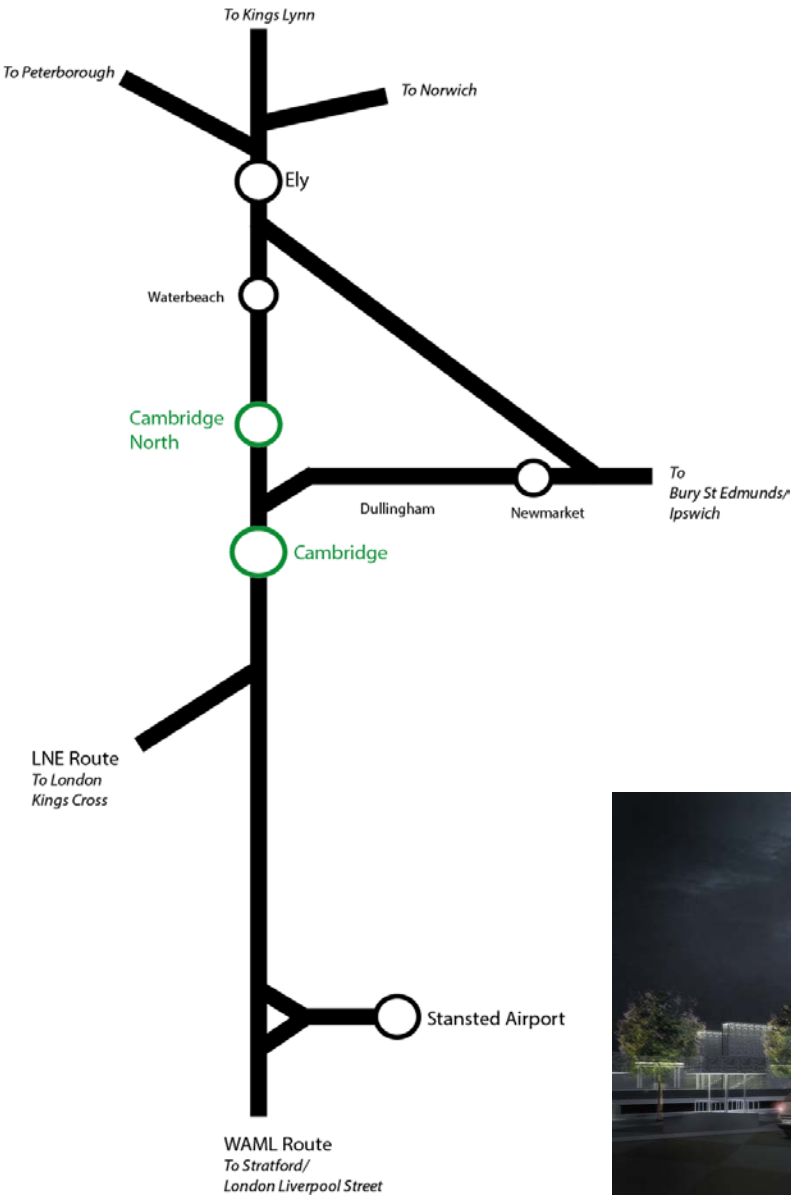 To Kings Lynn
To Peterborough
To Norwich
Ely
Waterbeach
Cambridge
North
To
Bury St Edmunds/
Ipswich
Dullingham
Newmarket
Cambridge
LNE Route
To London
Kings Cross
Stansted Airport
WAML Route
To Stratford/
London Liverpool Street